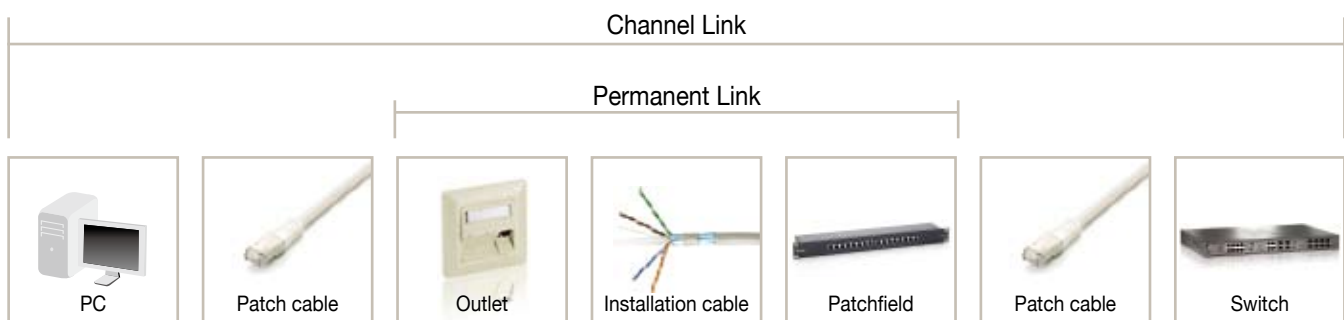 Channel Link
Permanent Link
PC
Patch cable
Outlet
Installation cable
Patchfield
Patch cable
Switch